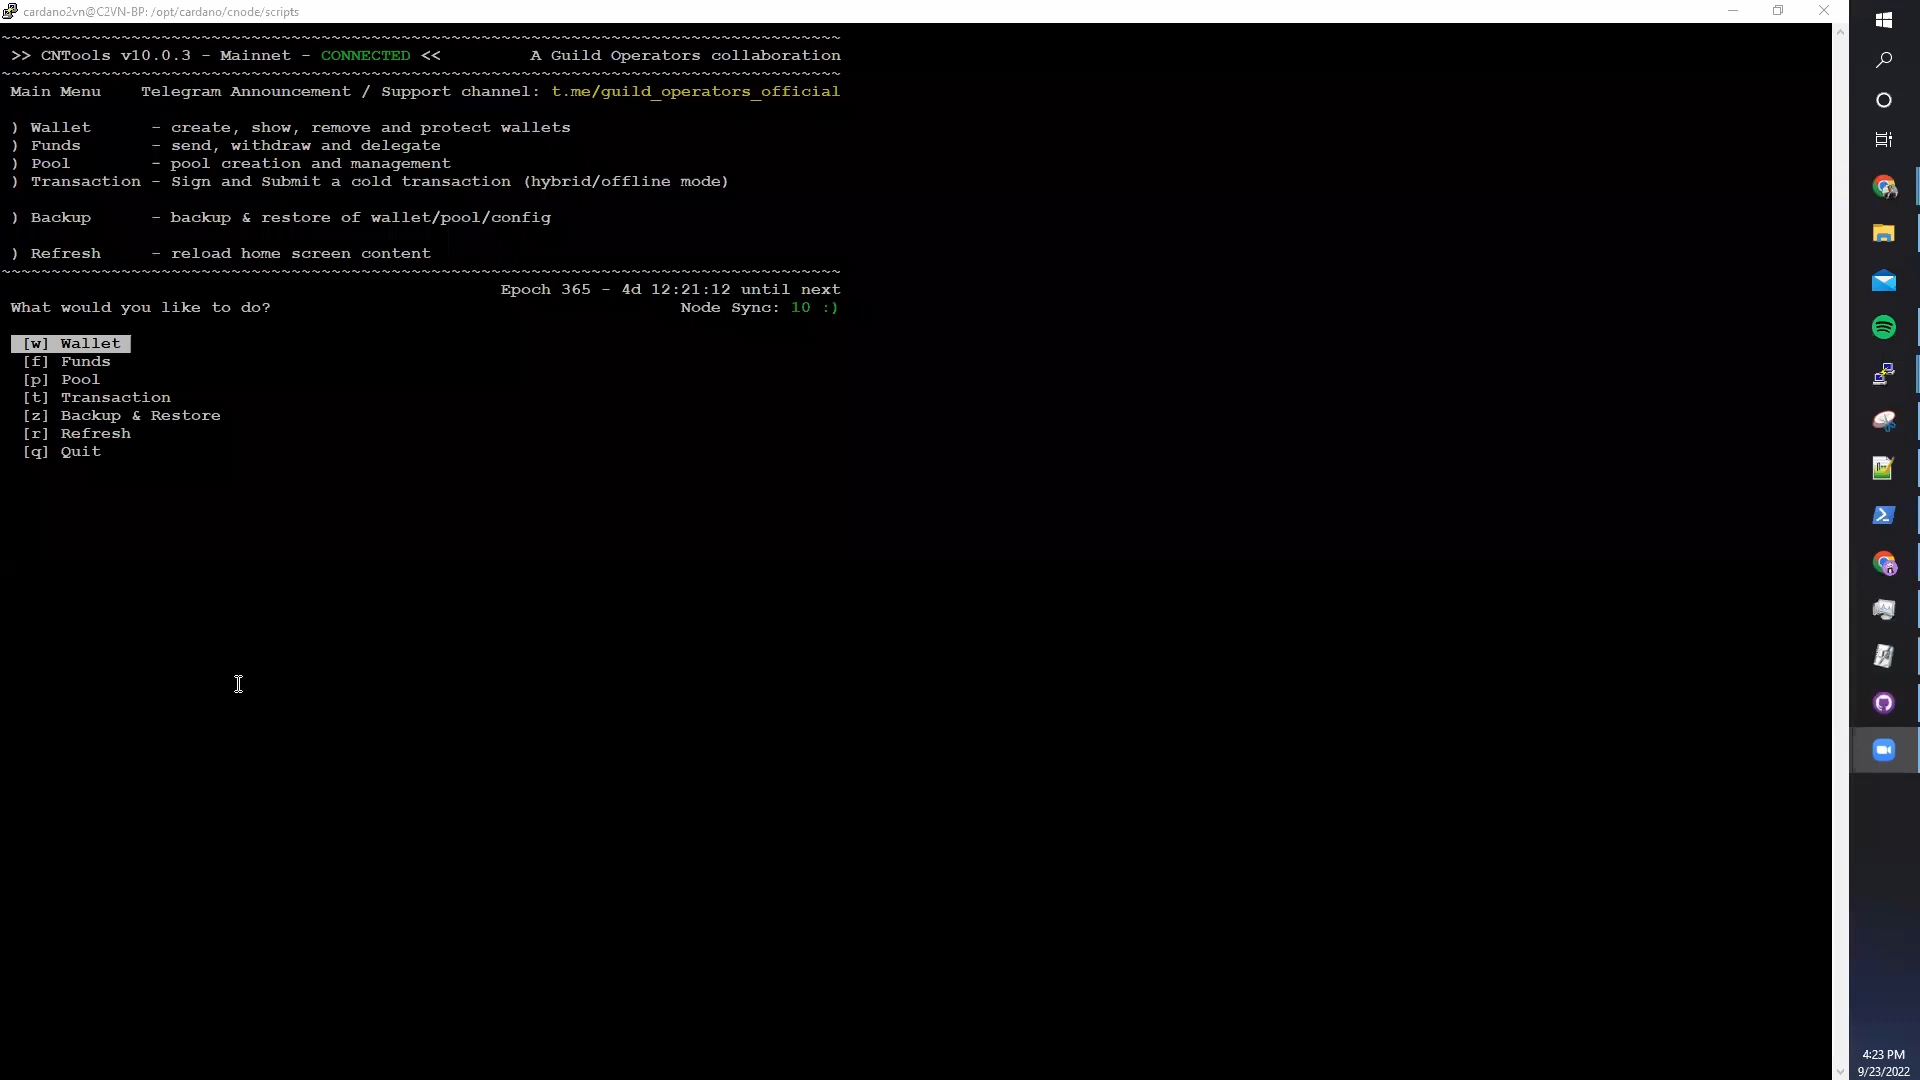 cardano2vn@C2VN-BP: /opt/cardano/cnode/scripts
~~~~~~~~~~~~~~~~~~~~~~~~~~~~~~~~~~~~~~~~~~~~~~~~~~~~~~~~~~~~~~~~~~~~~~~~~~~~~~~~~~~~
>> CNTools v10.0.3 - Mainnet - CONNECTED << A Guild Operators collaboration
~~~~~~~~~~~~~~~~~~~~~~~~~~~~~~~~~~~~~~~~~~~~~~~~~~~~~~~~~~~~~~~~~~~~~~~~~~~~~~~~~~~~
Main Menu Telegram Announcement / Support channel: t.me/guild_operators_official
) Wallet - create, show, remove and protect wallets
) Funds - send, withdraw and delegate
) Pool - pool creation and management
) Transaction - Sign and Submit a cold transaction (hybrid/offline mode)
) Backup - backup & restore of wallet/pool/config
) Refresh - reload home screen content
~~~~~~~~~~~~~~~~~~~~~~~~~~~~~~~~~~~~~~~~~~~~~~~~~~~~~~~~~~~~~~~~~~~~~~~~~~~~~~~~~~~~
Epoch 365 - 4d 12:21:12 until next
What would you like to do? Node Sync: 10 :)
[w] Wallet
[f] Funds
[p] Pool
[t] Transaction
[z] Backup & Restore
[r] Refresh
[q] Quit
4:23 PM
9/23/2022